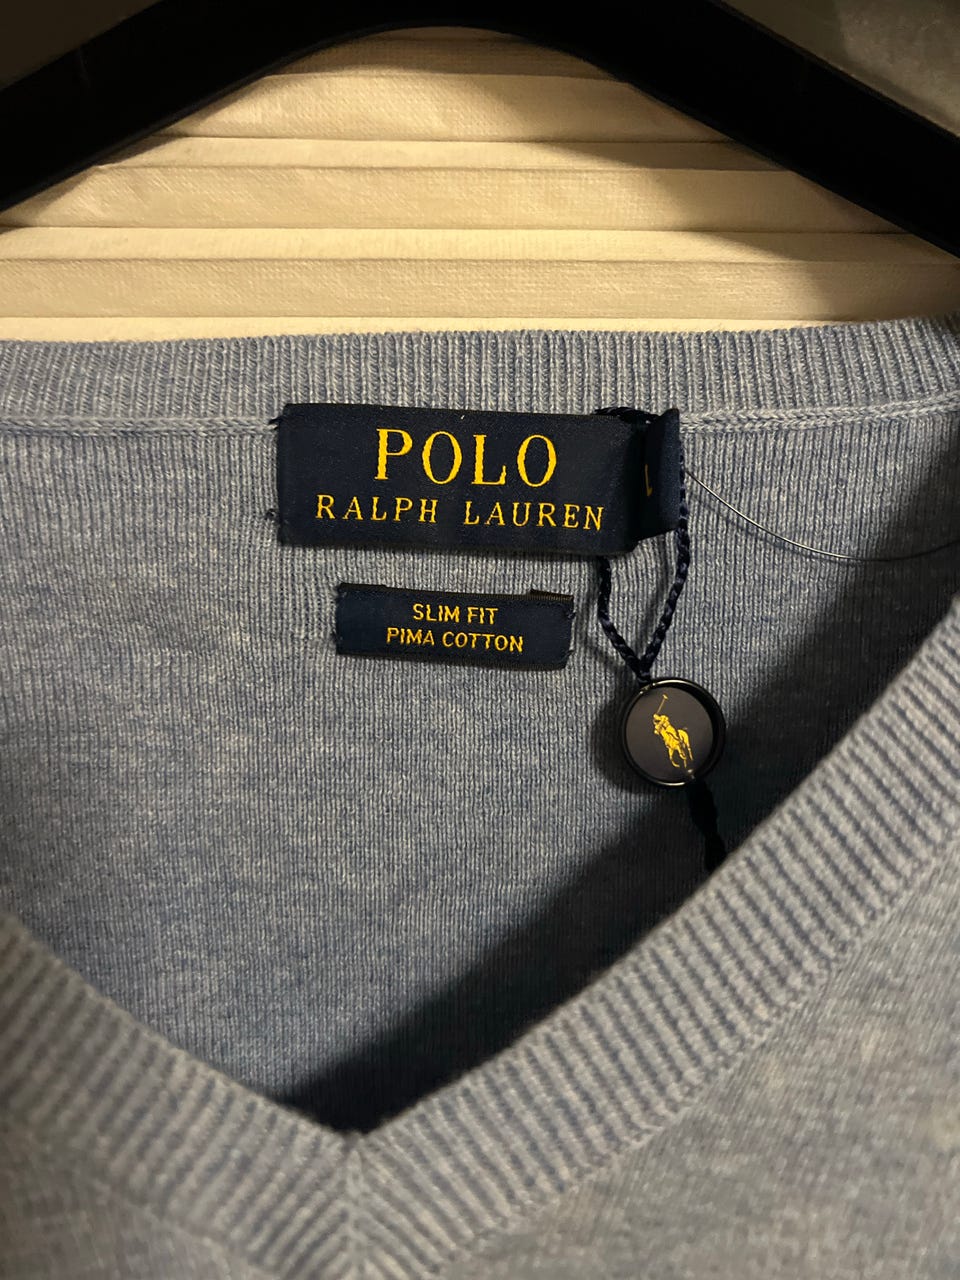 POLO
RALPH LAUREN
L
SLIM FIT
PIMA COTTON